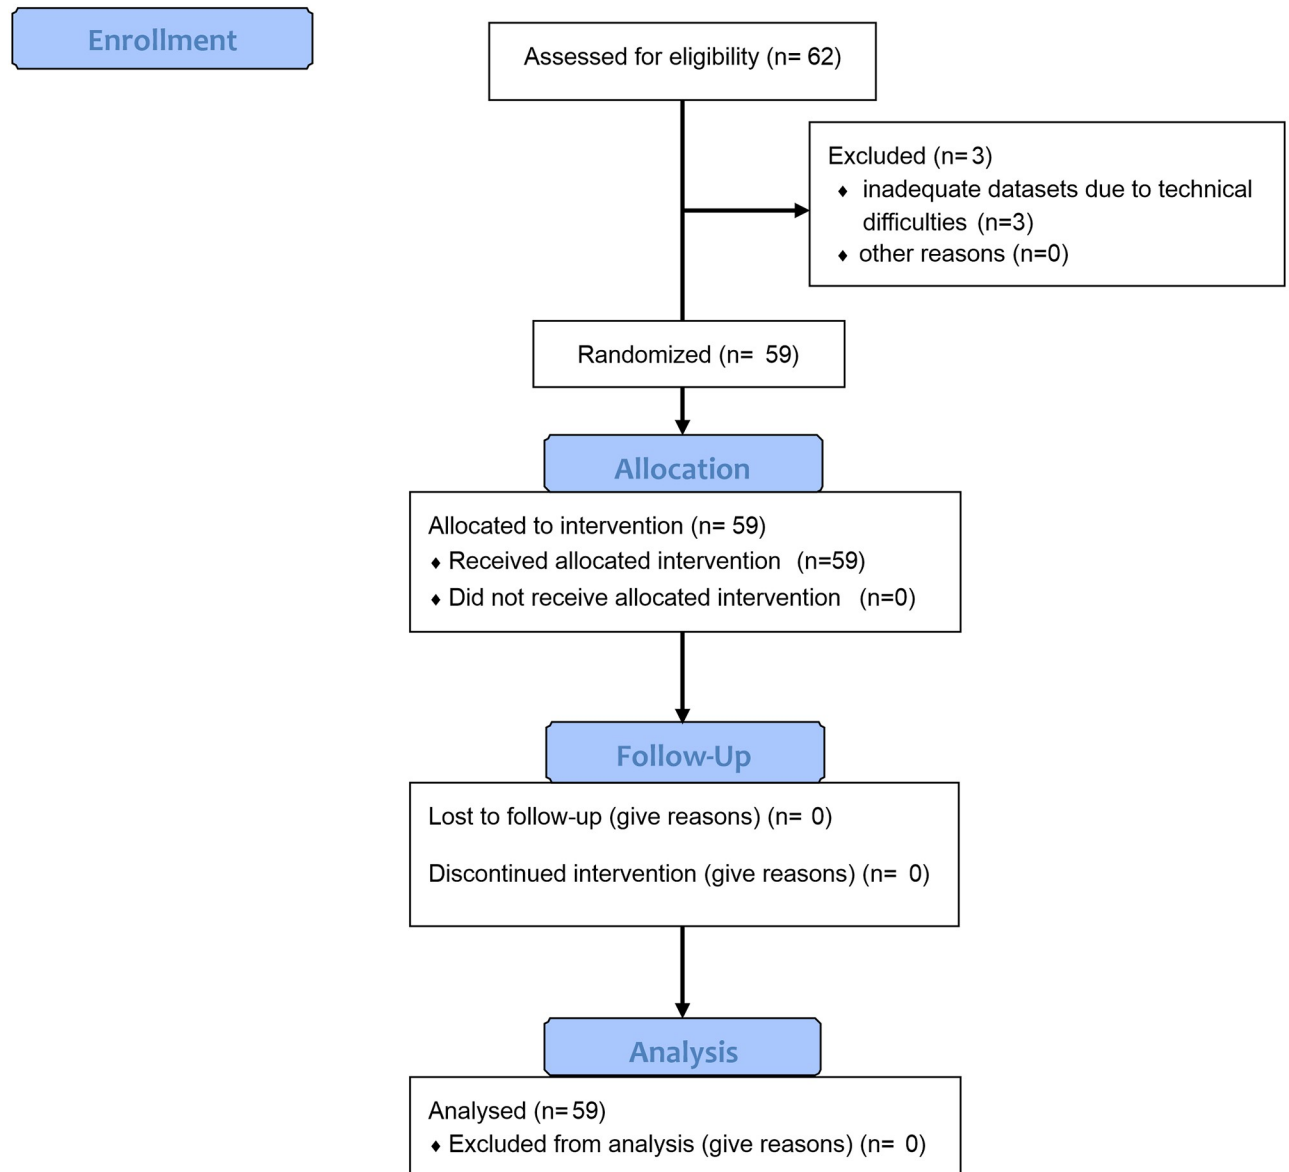 Enrollment
Assessed for eligibility (n= 62)
Excluded (n=3)
♦ inadequate datasets due to technical
difficulties (n=3)
♦ other reasons (n=0)
Randomized (n= 59)
Allocation
Allocated to intervention (n= 59)
♦ Received allocated intervention (n=59)
♦ Did not receive allocated intervention (n=0)
Follow-Up
Lost to follow-up (give reasons) (n= 0)
Discontinued intervention (give reasons) (n= 0)
Analysis
Analysed (n=59)
♦ Excluded from analysis (give reasons) (n= 0)